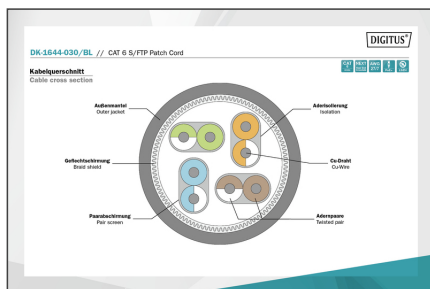 DIGITUS®
DK-1644-030/BL // CAT 6 S/FTP Patch Cord
Kabelquerschnitt
Cable cross section
Außenmantel
Outer jacket
Aderisolierung
Isolation
Geflechtschirmung
Braid shield
Cu-Draht
Cu-Wire
Paarabschirmung
Pair screen
Adernpaare
Twisted pair